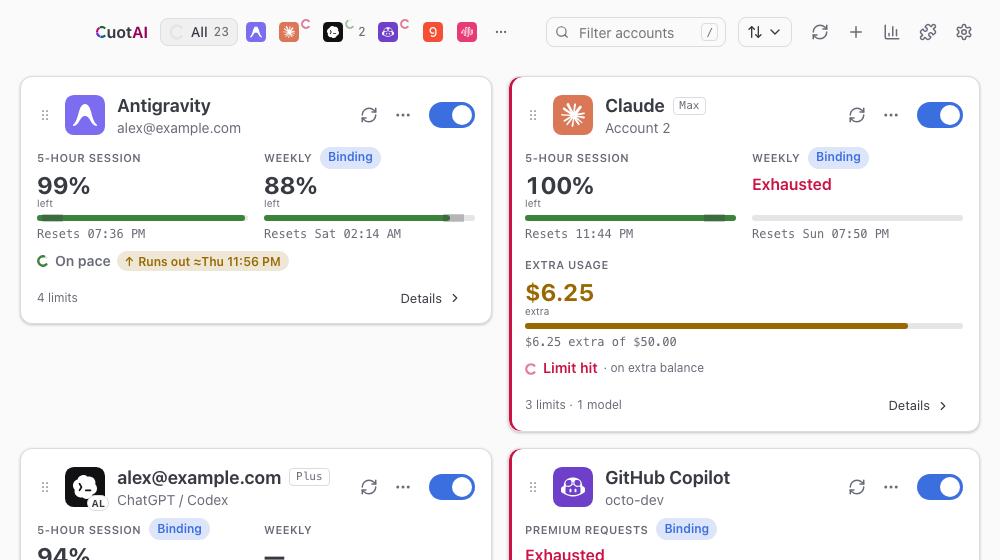 CuotAI
All 23
2
9
Filter accounts
/
Antigravity
alex@example.com
5-HOUR SESSION
99%
left
Resets 07:36 PM
WEEKLY Binding
88%
left
Resets Sat 02:14 AM
On pace
↑ Runs out ≈Thu 11:56 PM
4 limits
Details
Claude Max
Account 2
5-HOUR SESSION
100%
left
Resets 11:44 PM
WEEKLY Binding
Exhausted
Resets Sun 07:50 PM
EXTRA USAGE
$6.25
extra
$6.25 extra of $50.00
Limit hit · on extra balance
3 limits · 1 model
Details
AL
alex@example.com Plus
ChatGPT / Codex
5-HOUR SESSION Binding
94%
WEEKLY
—
GitHub Copilot
octo-dev
PREMIUM REQUESTS Binding
Exhausted